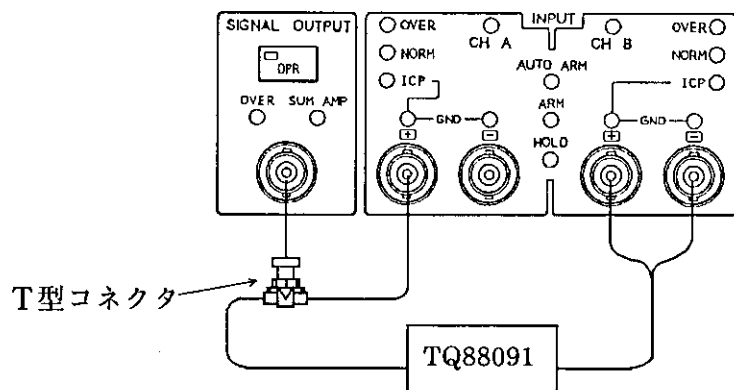 SIGNAL OUTPUT
OPR
OVER SUM AMP
INPUT
OVER
NORM
ICP
CH A
CH B
OVER
NORM
ICP
AUTO ARM
ARM
HOLD
GND
+
−
GND
+
−
T型コネクタ
TQ88091